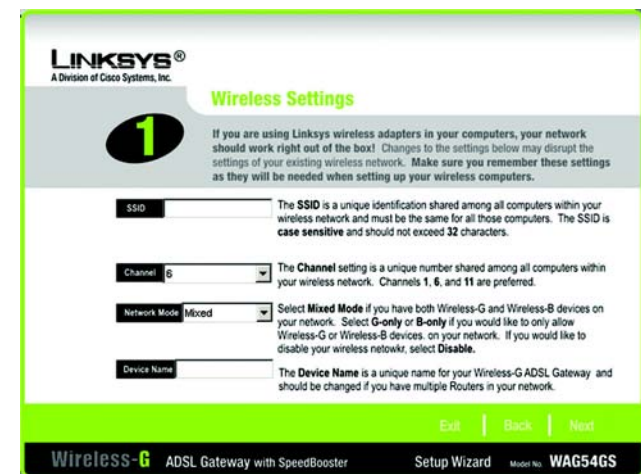 LINKSYS®
A Division of Cisco Systems, Inc.
Wireless Settings
1
If you are using Linksys wireless adapters in your computers, your network
should work right out of the box! Changes to the settings below may disrupt the
settings of your existing wireless network. Make sure you remember these settings
as they will be needed when setting up your wireless computers.
SSID
The SSID is a unique identification shared among all computers within your
wireless network and must be the same for all those computers. The SSID is
case sensitive and should not exceed 32 characters.
Channel 6
The Channel setting is a unique number shared among all computers within
your wireless network. Channels 1, 6, and 11 are preferred.
Network Mode Mixed
Select Mixed Mode if you have both Wireless-G and Wireless-B devices on
your network. Select G-only or B-only if you would like to only allow
Wireless-G or Wireless-B devices. on your network. If you would like to
disable your wireless netowkr, select Disable.
Device Name
The Device Name is a unique name for your Wireless-G ADSL Gateway and
should be changed if you have multiple Routers in your network.
Exit Back Next
Wireless-G ADSL Gateway with SpeedBooster Setup Wizard Model No. WAG54GS